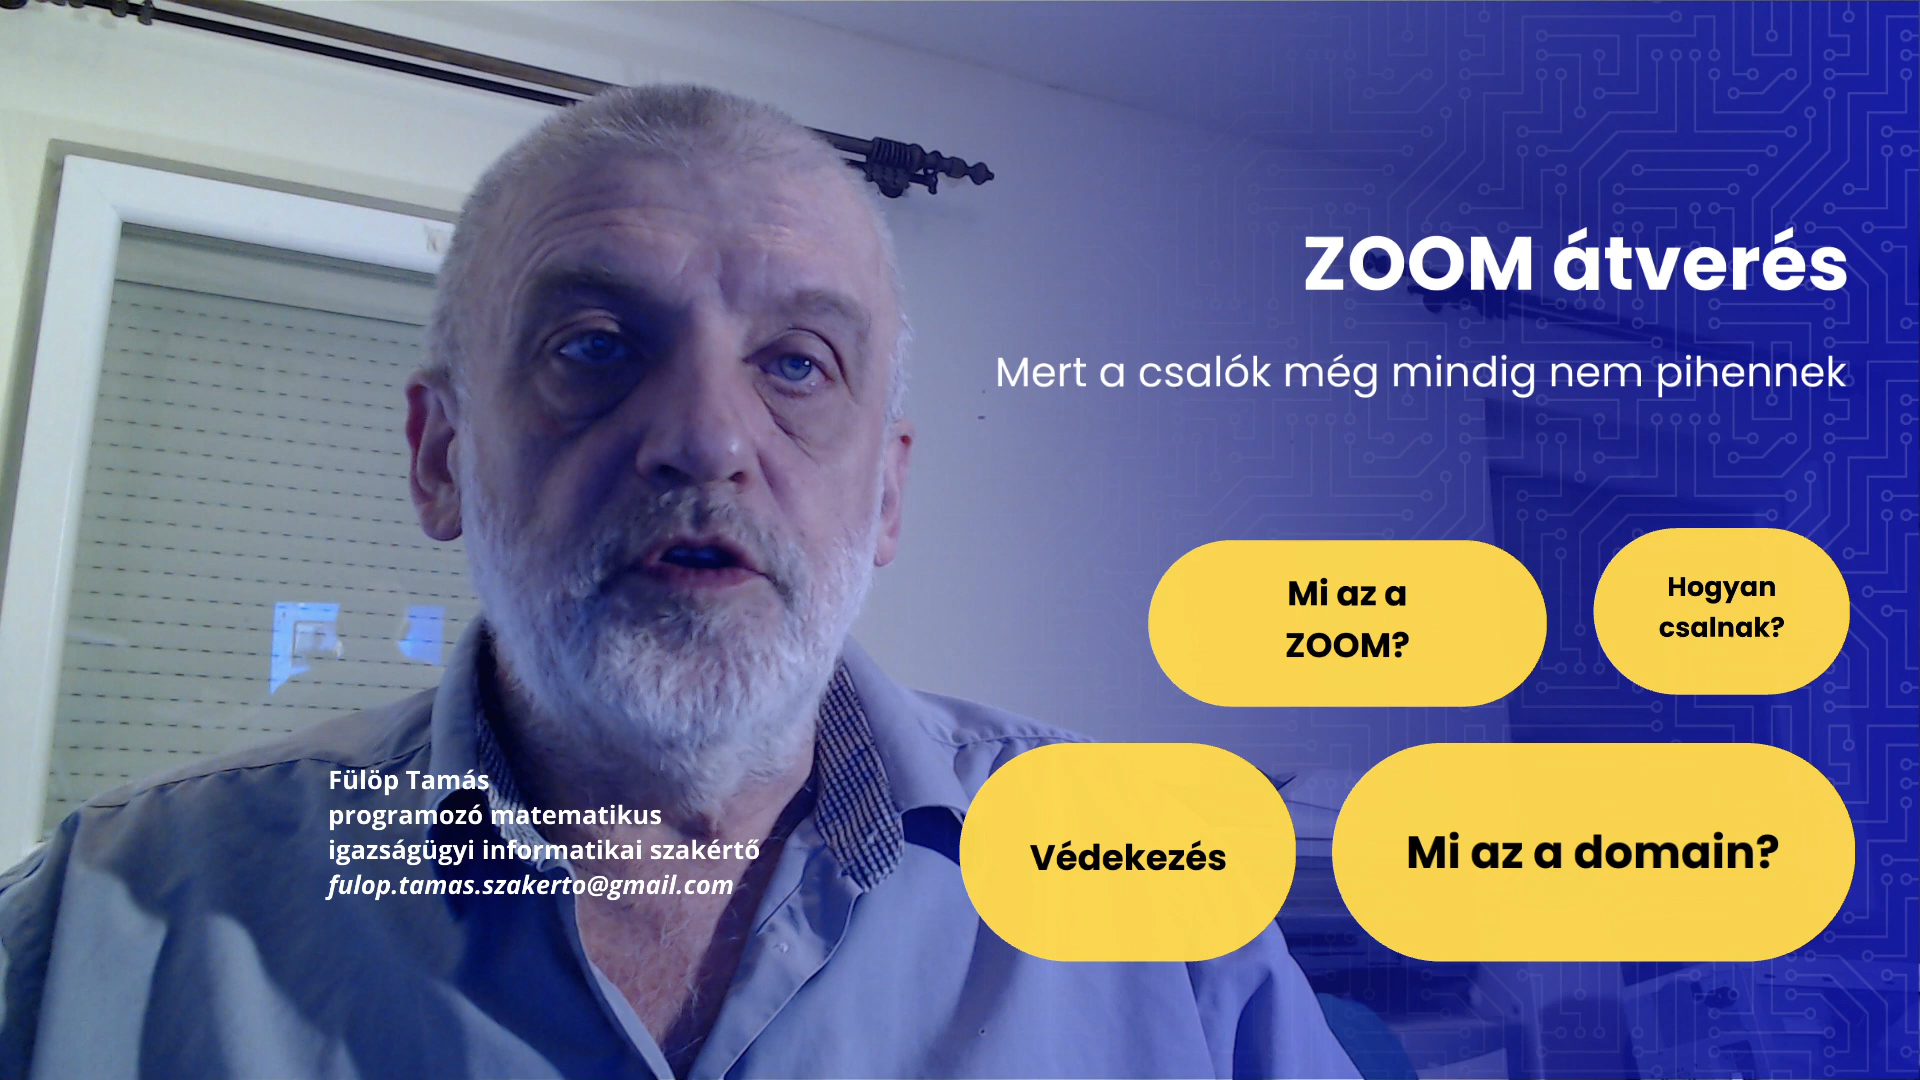 ZOOM átverés
Mert a csalók még mindig nem pihennek
Mi az a
ZOOM?
Hogyan
csalnak?
Védekezés
Mi az a domain?
Fülöp Tamás
programozó matematikus
igazságügyi informatikai szakértő
fulop.tamas.szakerto@gmail.com